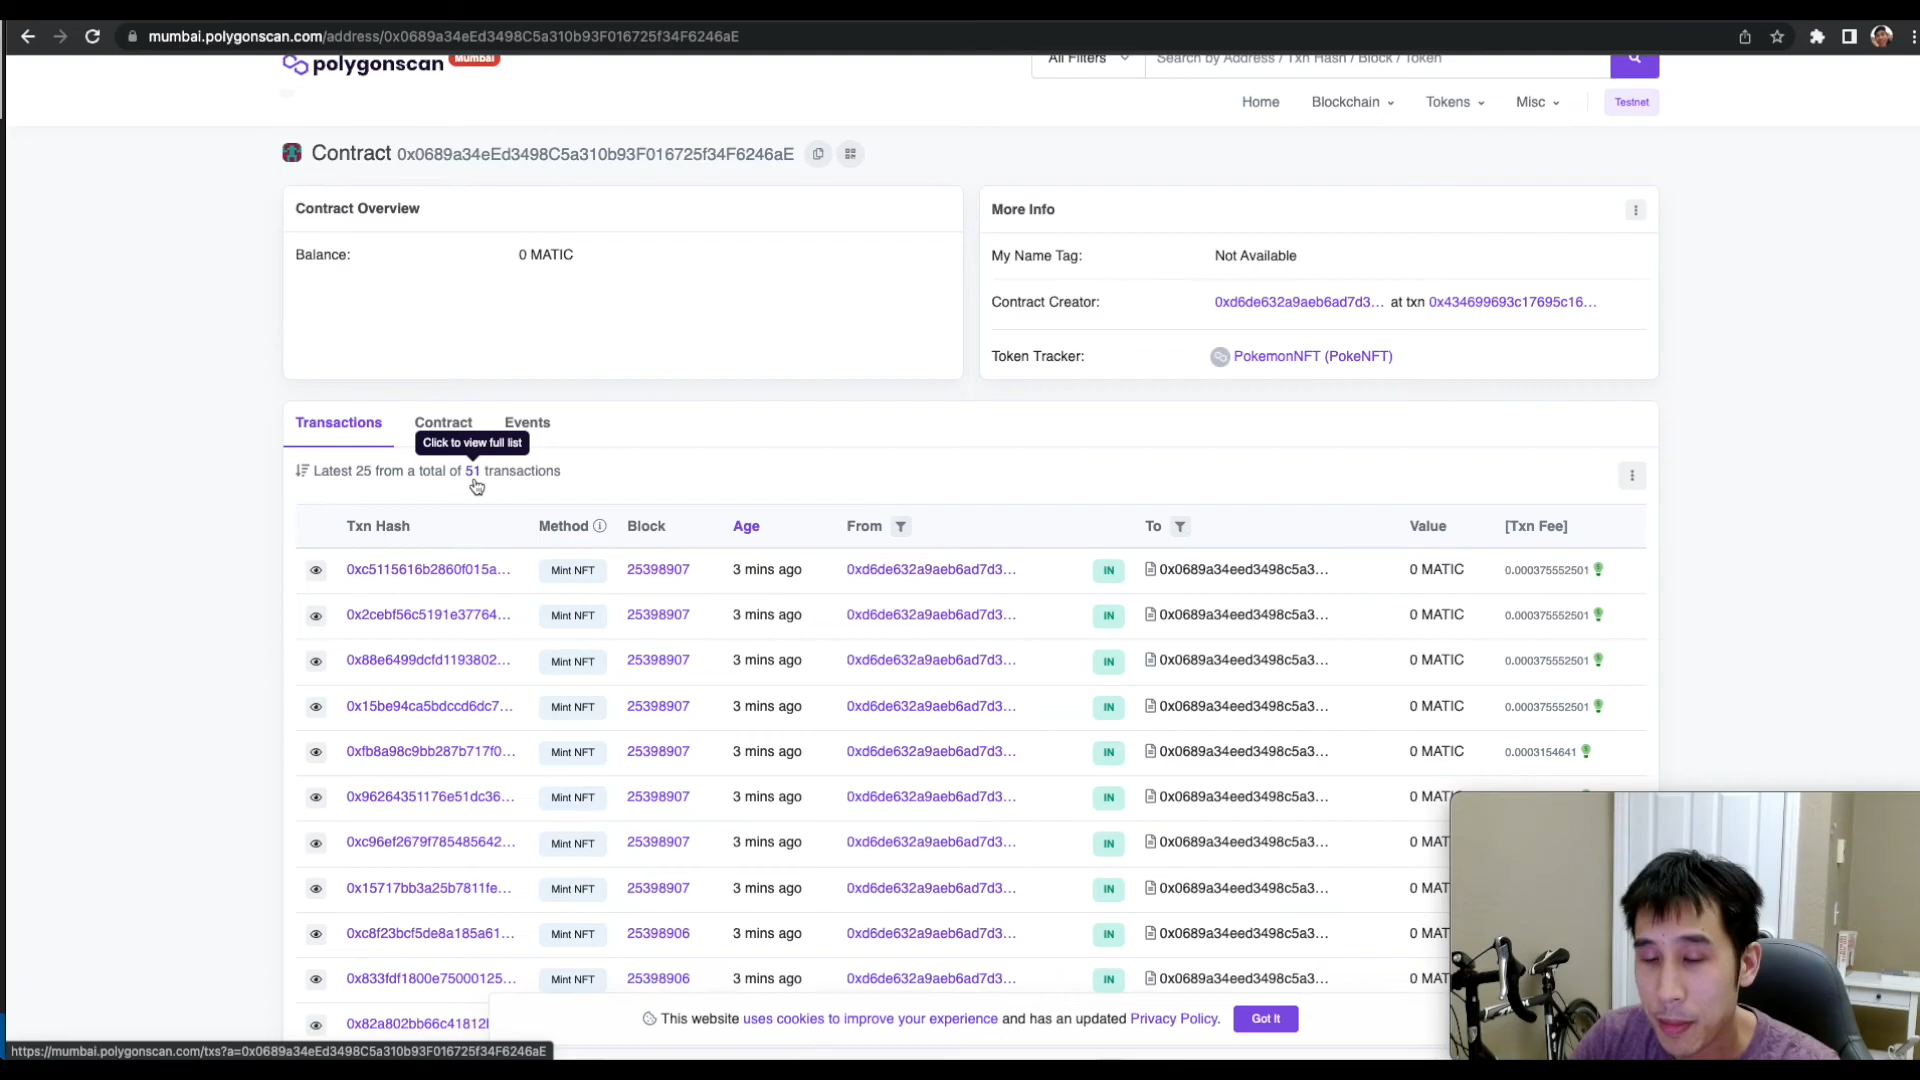 mumbai.polygonscan.com/address/0x0689a34eEd3498C5a310b93F016725f34F6246aE
polygonscan Mumbai
All Filters Search by Address / Txn Hash / Block / Token
Home Blockchain Tokens Misc Testnet
Contract 0x0689a34eEd3498C5a310b93F016725f34F6246aE
Contract Overview
Balance: 0 MATIC
More Info
My Name Tag: Not Available
Contract Creator: 0xd6de632a9aeb6ad7d3... at txn 0x434699693c17695c16...
Token Tracker: PokemonNFT (PokeNFT)
Transactions Contract Events
Click to view full list
Latest 25 from a total of 51 transactions
Txn Hash Method Block Age From To Value [Txn Fee]
0xc5115616b2860f015a... Mint NFT 25398907 3 mins ago 0xd6de632a9aeb6ad7d3... IN 0x0689a34eed3498c5a3... 0 MATIC 0.000375552501
0x2cebf56c5191e37764... Mint NFT 25398907 3 mins ago 0xd6de632a9aeb6ad7d3... IN 0x0689a34eed3498c5a3... 0 MATIC 0.000375552501
0x88e6499dcfd1193802... Mint NFT 25398907 3 mins ago 0xd6de632a9aeb6ad7d3... IN 0x0689a34eed3498c5a3... 0 MATIC 0.000375552501
0x15be94ca5bdccd6dc7... Mint NFT 25398907 3 mins ago 0xd6de632a9aeb6ad7d3... IN 0x0689a34eed3498c5a3... 0 MATIC 0.000375552501
0xfb8a98c9bb287b717f0... Mint NFT 25398907 3 mins ago 0xd6de632a9aeb6ad7d3... IN 0x0689a34eed3498c5a3... 0 MATIC 0.0003154641
0x96264351176e51dc36... Mint NFT 25398907 3 mins ago 0xd6de632a9aeb6ad7d3... IN 0x0689a34eed3498c5a3... 0 MAT
0xc96ef2679f785485642... Mint NFT 25398907 3 mins ago 0xd6de632a9aeb6ad7d3... IN 0x0689a34eed3498c5a3... 0 MAT
0x15717bb3a25b7811fe... Mint NFT 25398907 3 mins ago 0xd6de632a9aeb6ad7d3... IN 0x0689a34eed3498c5a3... 0 MAT
0xc8f23bcf5de8a185a61... Mint NFT 25398906 3 mins ago 0xd6de632a9aeb6ad7d3... IN 0x0689a34eed3498c5a3... 0 MAT
0x833fdf1800e75000125... Mint NFT 25398906 3 mins ago 0xd6de632a9aeb6ad7d3... IN 0x0689a34eed3498c5a3... 0 MAT
0x82a802bb66c41812
This website uses cookies to improve your experience and has an updated Privacy Policy. Got It
https://mumbai.polygonscan.com/txs?a=0x0689a34eEd3498C5a310b93F016725f34F6246aE